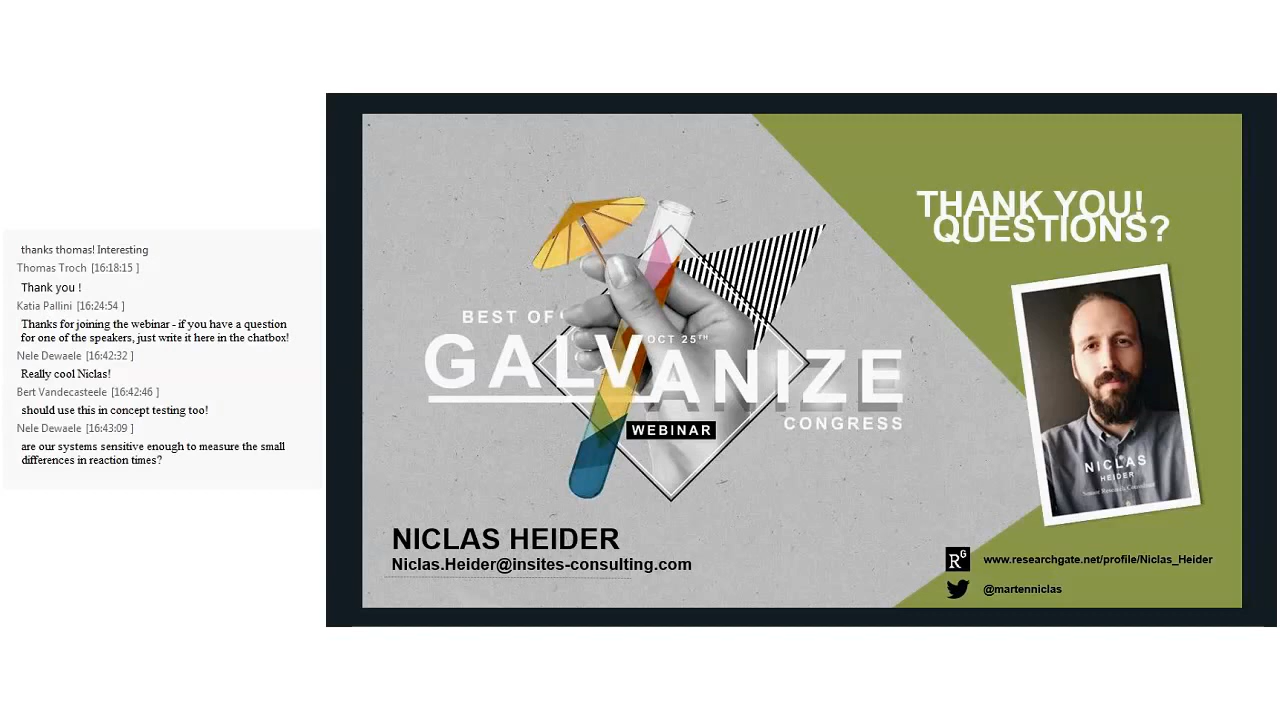 thanks thomas! Interesting
Thomas Troch [16:18:15 ]
Thank you !
Katia Pallini [16:24:54 ]
Thanks for joining the webinar - if you have a question
for one of the speakers, just write it here in the chatbox!
Nele Dewaele [16:42:32 ]
Really cool Niclas!
Bert Vandecasteele [16:42:46 ]
should use this in concept testing too!
Nele Dewaele [16:43:09 ]
are our systems sensitive enough to measure the small
differences in reaction times?
BEST OF
OCT 25TH
GALVANIZE
CONGRESS
WEBINAR
NICLAS HEIDER
Niclas.Heider@insites-consulting.com
THANK YOU!
QUESTIONS?
NICLAS
HEIDER
Senior Research Consultant
RG
www.researchgate.net/profile/Niclas_Heider
@martenniclas